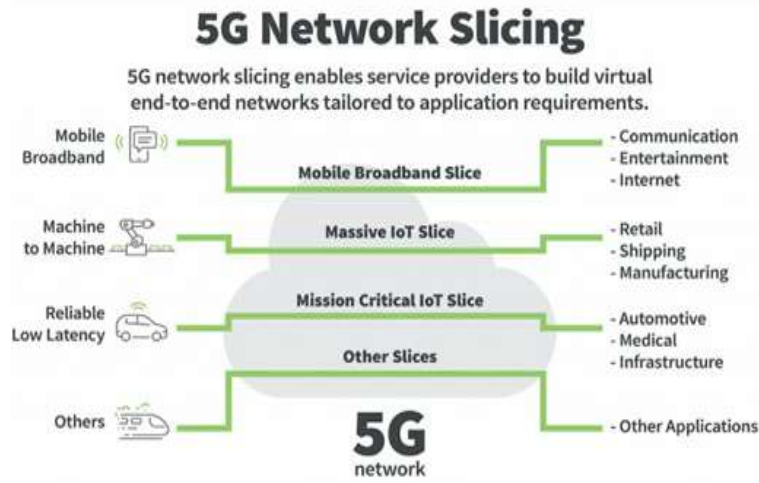 5G Network Slicing
5G network slicing enables service providers to build virtual
end-to-end networks tailored to application requirements.
Mobile
Broadband
Mobile Broadband Slice
- Communication
- Entertainment
- Internet
Machine
to Machine
Massive IoT Slice
- Retail
- Shipping
- Manufacturing
Reliable
Low Latency
Mission Critical IoT Slice
- Automotive
- Medical
- Infrastructure
Others
Other Slices
- Other Applications
5G
network